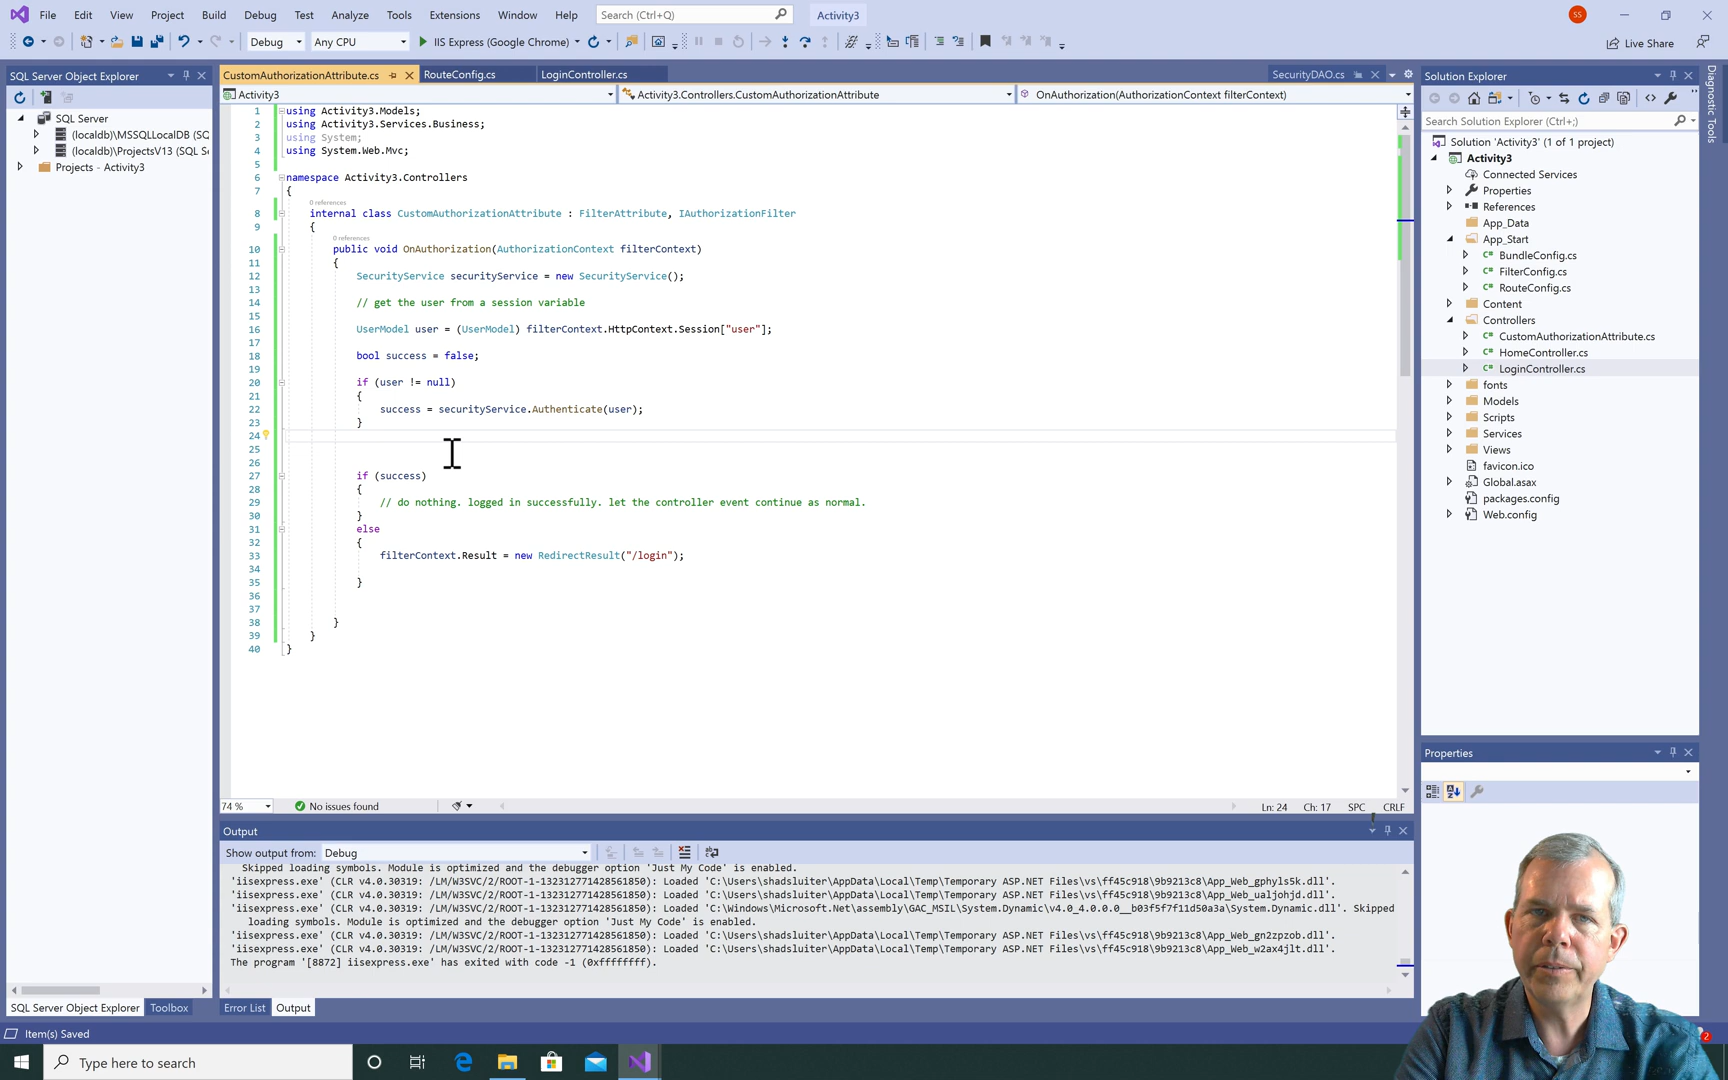 File Edit View Project Build Debug Test Analyze Tools Extensions Window Help Search (Ctrl+Q) Activity3 SS
Debug Any CPU IIS Express (Google Chrome) Live Share
SQL Server Object Explorer
SQL Server
(localdb)\MSSQLLocalDB (SQ
(localdb)\ProjectsV13 (SQL Se
Projects - Activity3
CustomAuthorizationAttribute.cs RouteConfig.cs LoginController.cs SecurityDAO.cs
Activity3 Activity3.Controllers.CustomAuthorizationAttribute OnAuthorization(AuthorizationContext filterContext)
1 using Activity3.Models;
2 using Activity3.Services.Business;
3 using System;
4 using System.Web.Mvc;
5
6 namespace Activity3.Controllers
7 {
0 references
8 internal class CustomAuthorizationAttribute : FilterAttribute, IAuthorizationFilter
9 {
0 references
10 public void OnAuthorization(AuthorizationContext filterContext)
11 {
12 SecurityService securityService = new SecurityService();
13
14 // get the user from a session variable
15
16 UserModel user = (UserModel) filterContext.HttpContext.Session["user"];
17
18 bool success = false;
19
20 if (user != null)
21 {
22 success = securityService.Authenticate(user);
23 }
24
25
26
27 if (success)
28 {
29 // do nothing. logged in successfully. let the controller event continue as normal.
30 }
31 else
32 {
33 filterContext.Result = new RedirectResult("/login");
34
35 }
36
37
38 }
39 }
40 }
74 % No issues found Ln: 24 Ch: 17 SPC CRLF
Output
Show output from: Debug
Skipped loading symbols. Module is optimized and the debugger option 'Just My Code' is enabled.
'iisexpress.exe' (CLR v4.0.30319: /LM/W3SVC/2/ROOT-1-132312771428561850): Loaded 'C:\Users\shadsluiter\AppData\Local\Temp\Temporary ASP.NET Files\vs\ff45c918\9b9213c8\App_Web_gphyls5k.dll'.
'iisexpress.exe' (CLR v4.0.30319: /LM/W3SVC/2/ROOT-1-132312771428561850): Loaded 'C:\Users\shadsluiter\AppData\Local\Temp\Temporary ASP.NET Files\vs\ff45c918\9b9213c8\App_Web_ualjohjd.dll'.
'iisexpress.exe' (CLR v4.0.30319: /LM/W3SVC/2/ROOT-1-132312771428561850): Loaded 'C:\Windows\Microsoft.Net\assembly\GAC_MSIL\System.Dynamic\v4.0_4.0.0.0__b03f5f7f11d50a3a\System.Dynamic.dll'. Skipped
loading symbols. Module is optimized and the debugger option 'Just My Code' is enabled.
'iisexpress.exe' (CLR v4.0.30319: /LM/W3SVC/2/ROOT-1-132312771428561850): Loaded 'C:\Users\shadsluiter\AppData\Local\Temp\Temporary ASP.NET Files\vs\ff45c918\9b9213c8\App_Web_gn2zpzob.dll'.
'iisexpress.exe' (CLR v4.0.30319: /LM/W3SVC/2/ROOT-1-132312771428561850): Loaded 'C:\Users\shadsluiter\AppData\Local\Temp\Temporary ASP.NET Files\vs\ff45c918\9b9213c8\App_Web_w2ax4jlt.dll'.
The program '[8872] iisexpress.exe' has exited with code -1 (0xffffffff).
SQL Server Object Explorer Toolbox Error List Output
Solution Explorer
Search Solution Explorer (Ctrl+;)
Solution 'Activity3' (1 of 1 project)
Activity3
Connected Services
Properties
References
App_Data
App_Start
BundleConfig.cs
FilterConfig.cs
RouteConfig.cs
Content
Controllers
CustomAuthorizationAttribute.cs
HomeController.cs
LoginController.cs
fonts
Models
Scripts
Services
Views
favicon.ico
Global.asax
packages.config
Web.config
Properties
Diagnostic Tools
Item(s) Saved
2
Type here to search